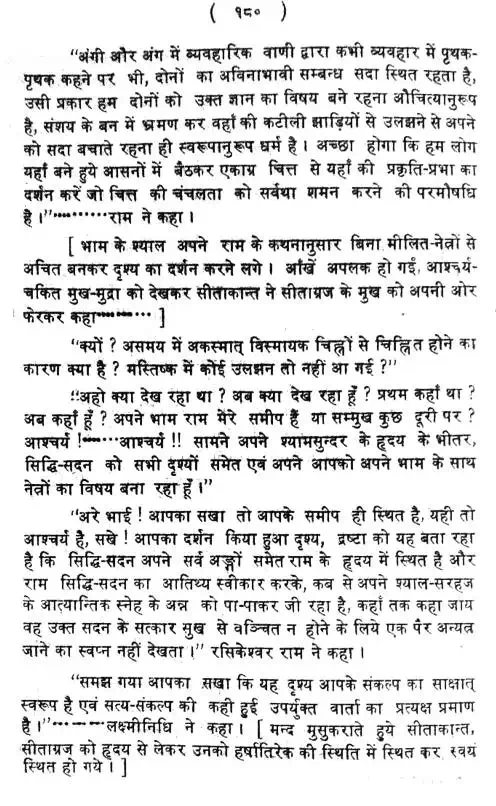 ( १८० )
“अंगी और अंग में व्यवहारिक वाणी द्वारा कभी व्यवहार में पृथक-
पृथक कहने पर भी, दोनों का अविनाभावी सम्बन्ध सदा स्थित रहता है,
उसी प्रकार हम दोनों को उक्त ज्ञान का विषय बने रहना औचित्यानुरूप
है, संशय के बन में भ्रमण कर वहाँ की कटीली झाड़ियों से उलझने से अपने
को सदा बचाते रहना ही स्वरूपानुरूप धर्म है। अच्छा होगा कि हम लोग
यहाँ बने हुये आसनों में बैठकर एकाग्र चित्त से यहाँ की प्रकृति-प्रभा का
दर्शन करें जो चित्त की चंचलता को सर्वथा शमन करने की परमौषधि
है।”··········राम ने कहा।
[ भाम के श्याल अपने राम के कथनानुसार बिना मीलित-नेत्रों से
अचित बनकर दृश्य का दर्शन करने लगे। आँखें अपलक हो गईं, आश्चर्य-
चकित मुख-मुद्रा को देखकर सीताकान्त ने सीताग्रज के मुख को अपनी ओर
फेरकर कहा·········· ]
“क्यों ? असमय में अकस्मात् विस्मायक चिह्नों से चिह्नित होने का
कारण क्या है ? मस्तिष्क में कोई उलझन तो नहीं आ गई ?”
“अहो क्या देख रहा था ? अब क्या देख रहा हूँ ? प्रथम कहाँ था ?
अब कहाँ हूँ ? अपने भाम राम मेरे समीप हैं या सम्मुख कुछ दूरी पर ?
आश्चर्य !······आश्चर्य !! सामने अपने श्यामसुन्दर के हृदय के भीतर,
सिद्धि-सदन को सभी दृश्यों समेत एवं अपने आपको अपने भाम के साथ
नेत्रों का विषय बना रहा हूँ।”
“अरे भाई ! आपका सखा तो आपके समीप ही स्थित है, यही तो
आश्चर्य है, सखे ! आपका दर्शन किया हुआ दृश्य, द्रष्टा को यह बता रहा
है कि सिद्धि-सदन अपने सर्व अङ्गों समेत राम के हृदय में स्थित है और
राम सिद्धि-सदन का आतिथ्य स्वीकार करके, कब से अपने श्याल-सरहज
के आत्यान्तिक स्नेह के अन्न को पा-पाकर जी रहा है, कहाँ तक कहा जाय
वह उक्त सदन के सत्कार सुख से वञ्चित न होने के लिये एक पैर अन्यत्र
जाने का स्वप्न नहीं देखता।” रसिकेश्वर राम ने कहा।
“समझ गया आपका सखा कि यह दृश्य आपके संकल्प का साक्षात्
स्वरूप है एवं सत्य-संकल्प की कही हुई उपर्युक्त वार्ता का प्रत्यक्ष प्रमाण
है।”·········लक्ष्मीनिधि ने कहा। [ मन्द मुसुकराते हुये सीताकान्त,
सीताग्रज को हृदय से लेकर उनको हर्षातिरेक की स्थिति में स्थित कर स्वयं
स्थित हो गये। ]